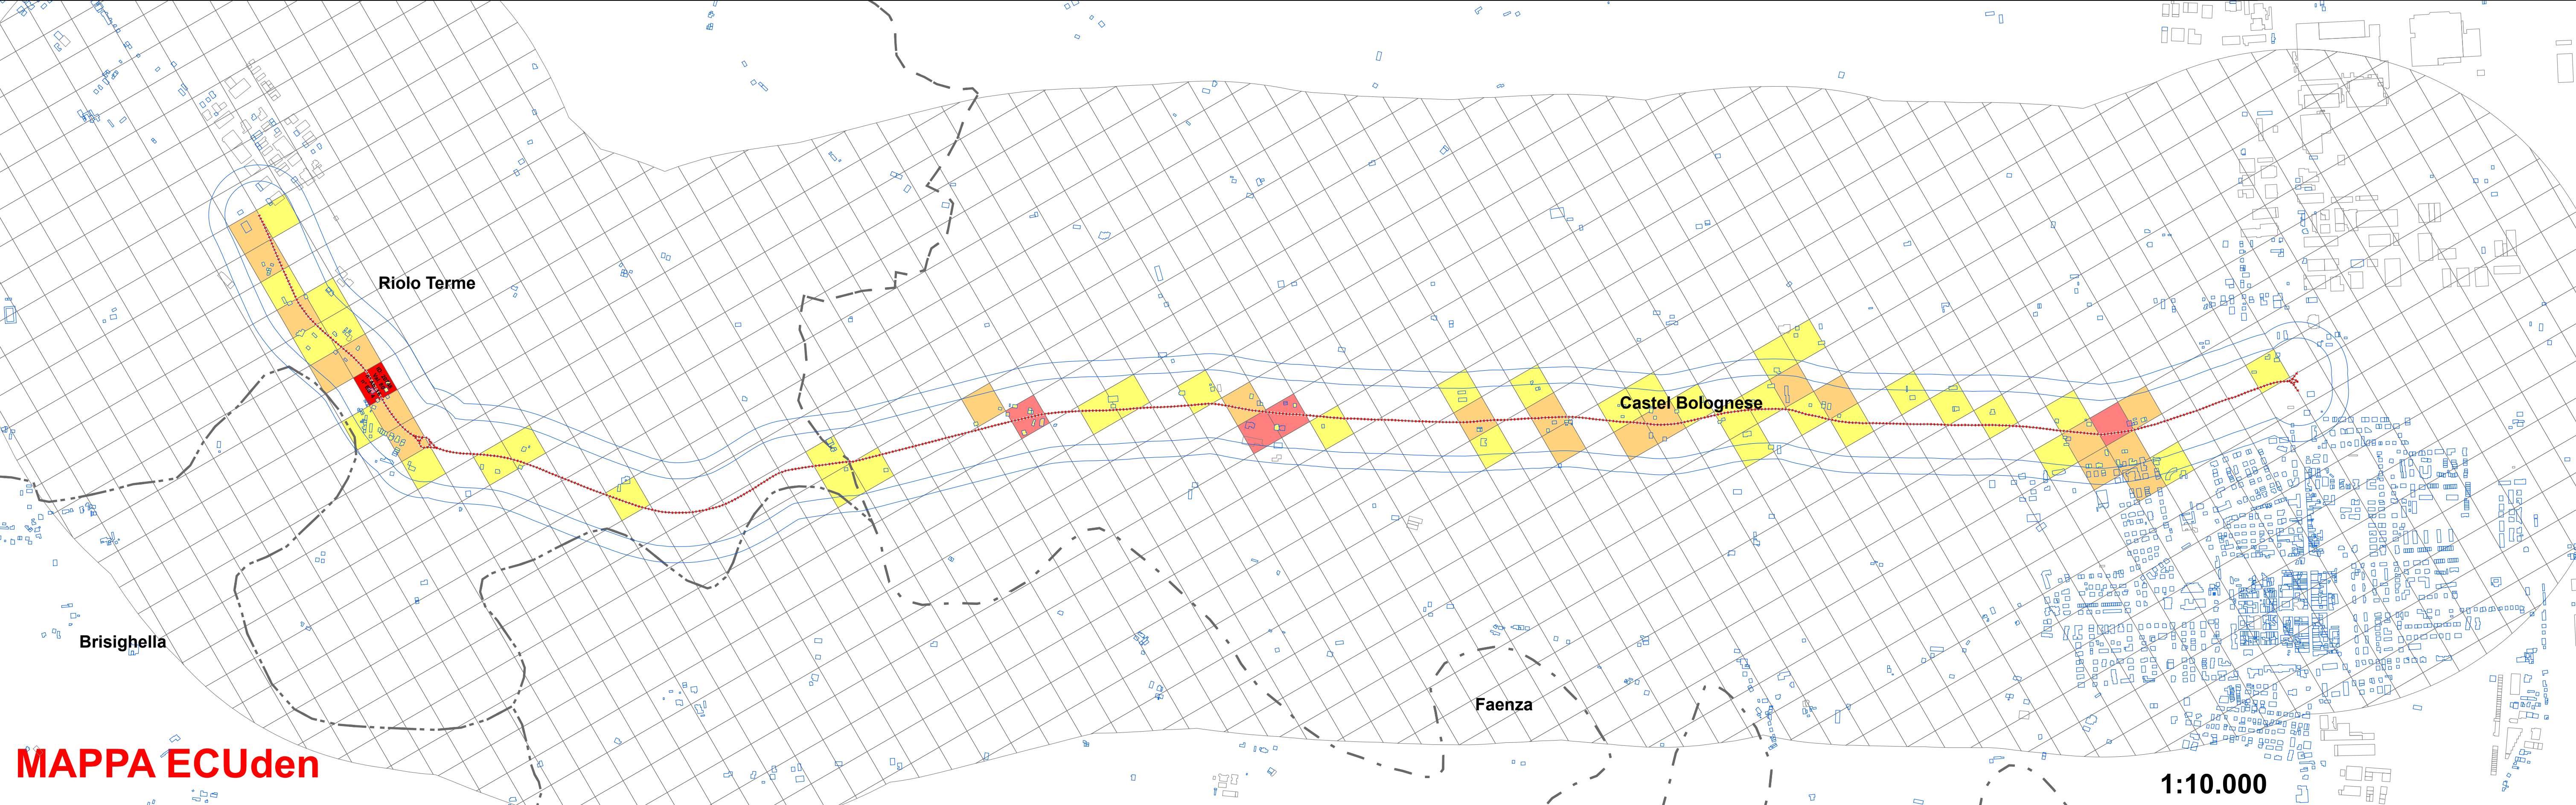 Riolo Terme
Castel Bolognese
Brisighella
Faenza
MAPPA ECUden
1:10.000